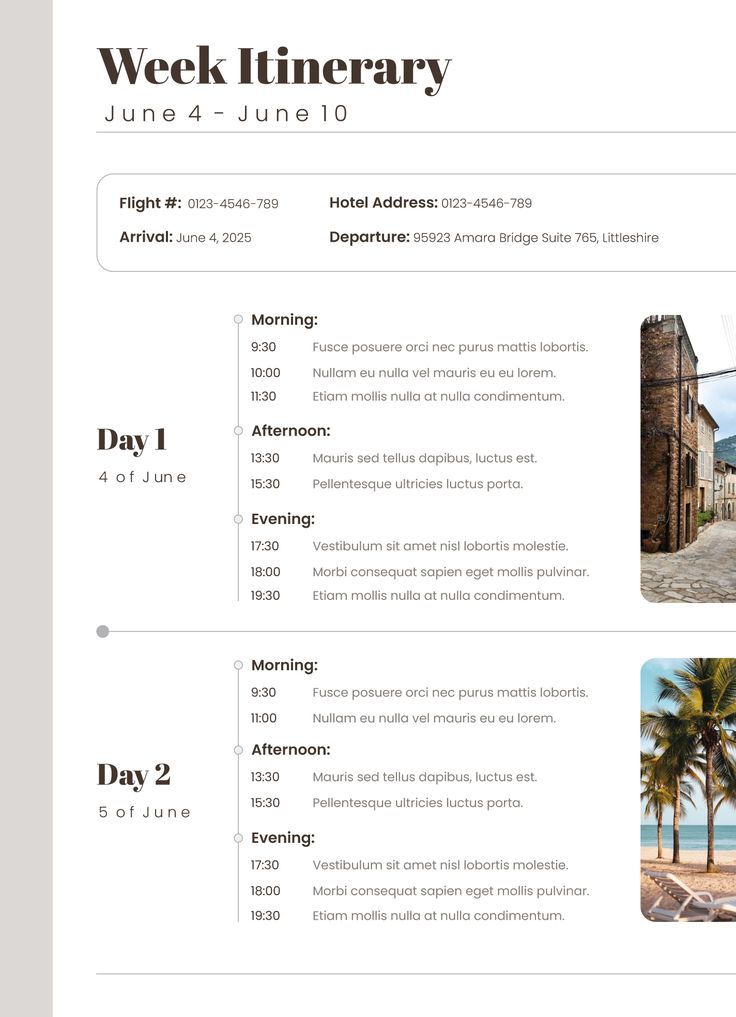 Week Itinerary
June 4 - June 10
Flight #: 0123-4546-789
Hotel Address: 0123-4546-789
Arrival: June 4, 2025
Departure: 95923 Amara Bridge Suite 765, Littleshire
Day 1
4 of June
Morning:
9:30 Fusce posuere orci nec purus mattis lobortis.
10:00 Nullam eu nulla vel mauris eu eu lorem.
11:30 Etiam mollis nulla at nulla condimentum.
Afternoon:
13:30 Mauris sed tellus dapibus, luctus est.
15:30 Pellentesque ultricies luctus porta.
Evening:
17:30 Vestibulum sit amet nisl lobortis molestie.
18:00 Morbi consequat sapien eget mollis pulvinar.
19:30 Etiam mollis nulla at nulla condimentum.
Day 2
5 of June
Morning:
9:30 Fusce posuere orci nec purus mattis lobortis.
11:00 Nullam eu nulla vel mauris eu eu lorem.
Afternoon:
13:30 Mauris sed tellus dapibus, luctus est.
15:30 Pellentesque ultricies luctus porta.
Evening:
17:30 Vestibulum sit amet nisl lobortis molestie.
18:00 Morbi consequat sapien eget mollis pulvinar.
19:30 Etiam mollis nulla at nulla condimentum.